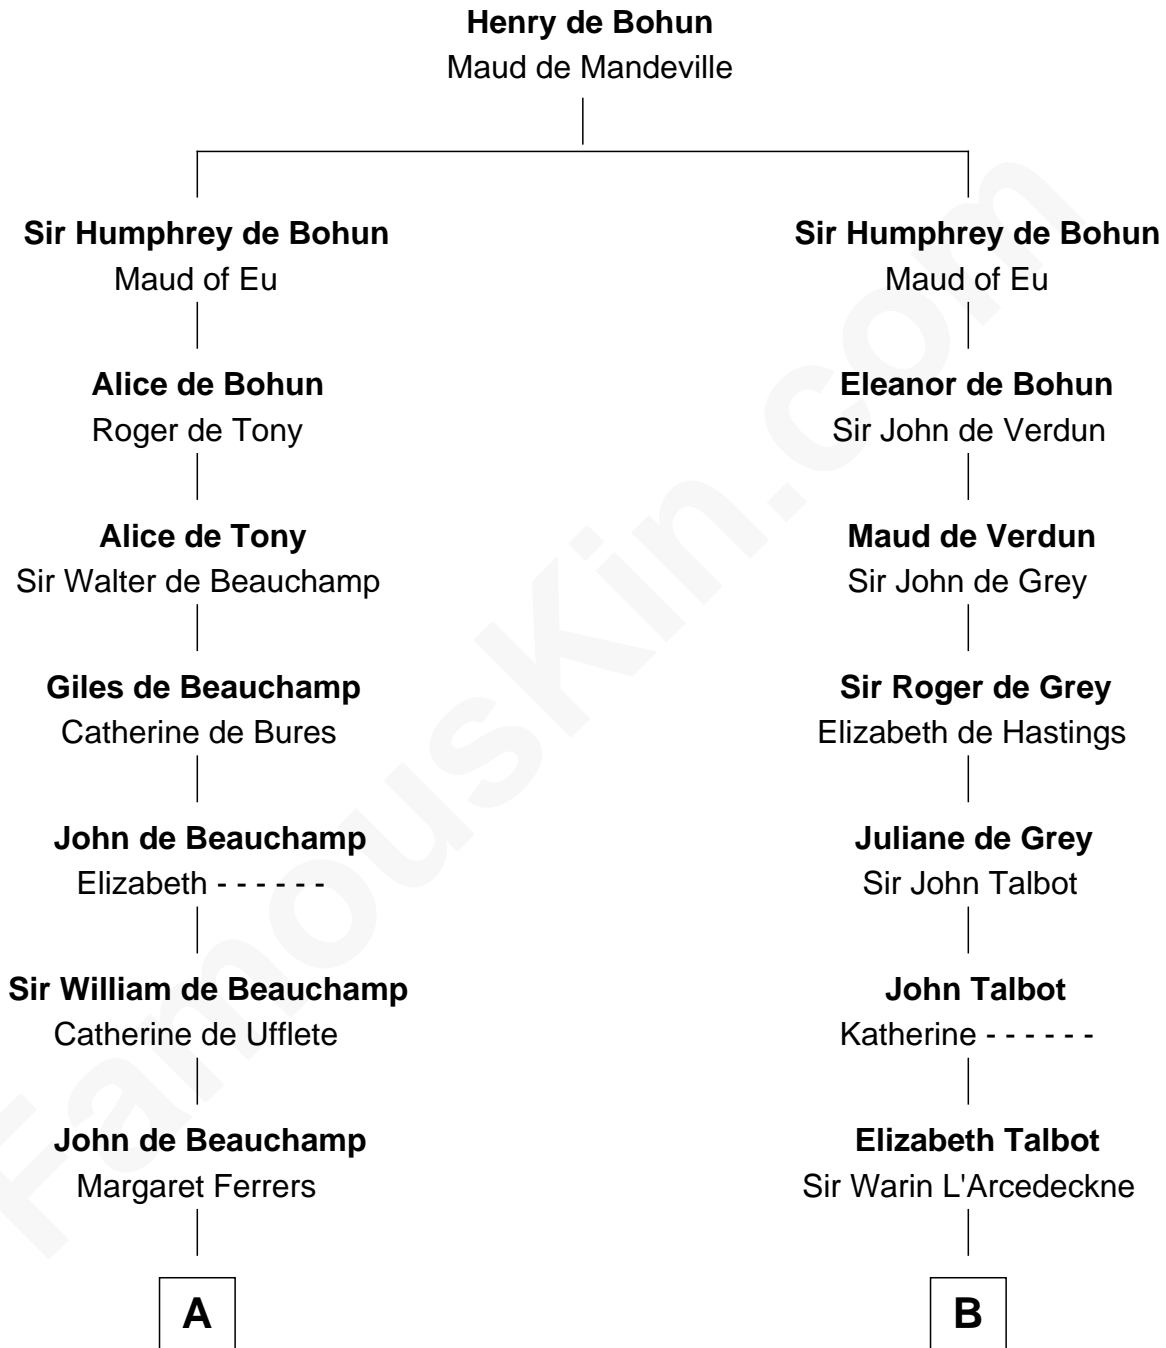 Henry de Bohun
Maud de Mandeville
Sir Humphrey de Bohun
Maud of Eu
Sir Humphrey de Bohun
Maud of Eu
Alice de Bohun
Roger de Tony
Eleanor de Bohun
Sir John de Verdun
Alice de Tony
Sir Walter de Beauchamp
Maud de Verdun
Sir John de Grey
Giles de Beauchamp
Catherine de Bures
Sir Roger de Grey
Elizabeth de Hastings
John de Beauchamp
Elizabeth - - - - - -
Juliane de Grey
Sir John Talbot
Sir William de Beauchamp
Catherine de Ufflete
John Talbot
Katherine - - - - - -
John de Beauchamp
Margaret Ferrers
Elizabeth Talbot
Sir Warin L'Arcedeckne
A
B
FamousKin.com